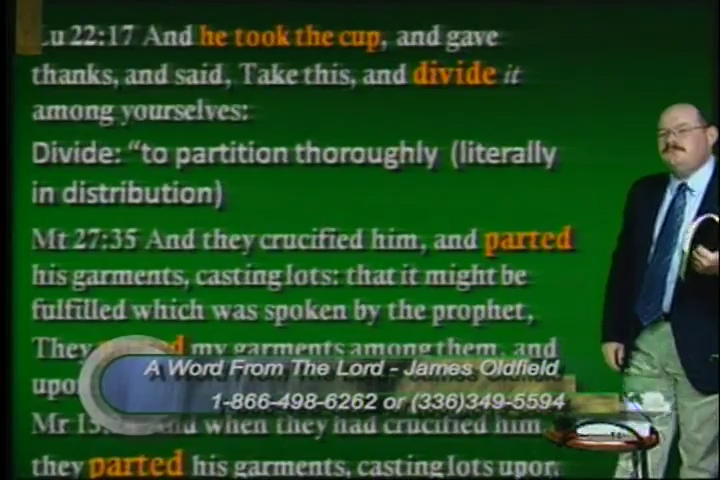 Lu 22:17 And he took the cup, and gave
thanks, and said, Take this, and divide it
among yourselves:
Divide: “to partition thoroughly (literally
in distribution)
Mt 27:35 And they crucified him, and parted
his garments, casting lots: that it might be
fulfilled which was spoken by the prophet,
They my garments among them, and
A Word From The Lord - James Oldfield
1-866-498-6262 or (336)349-5594
Mr And when they had crucified him,
they parted his garments, casting lots upon